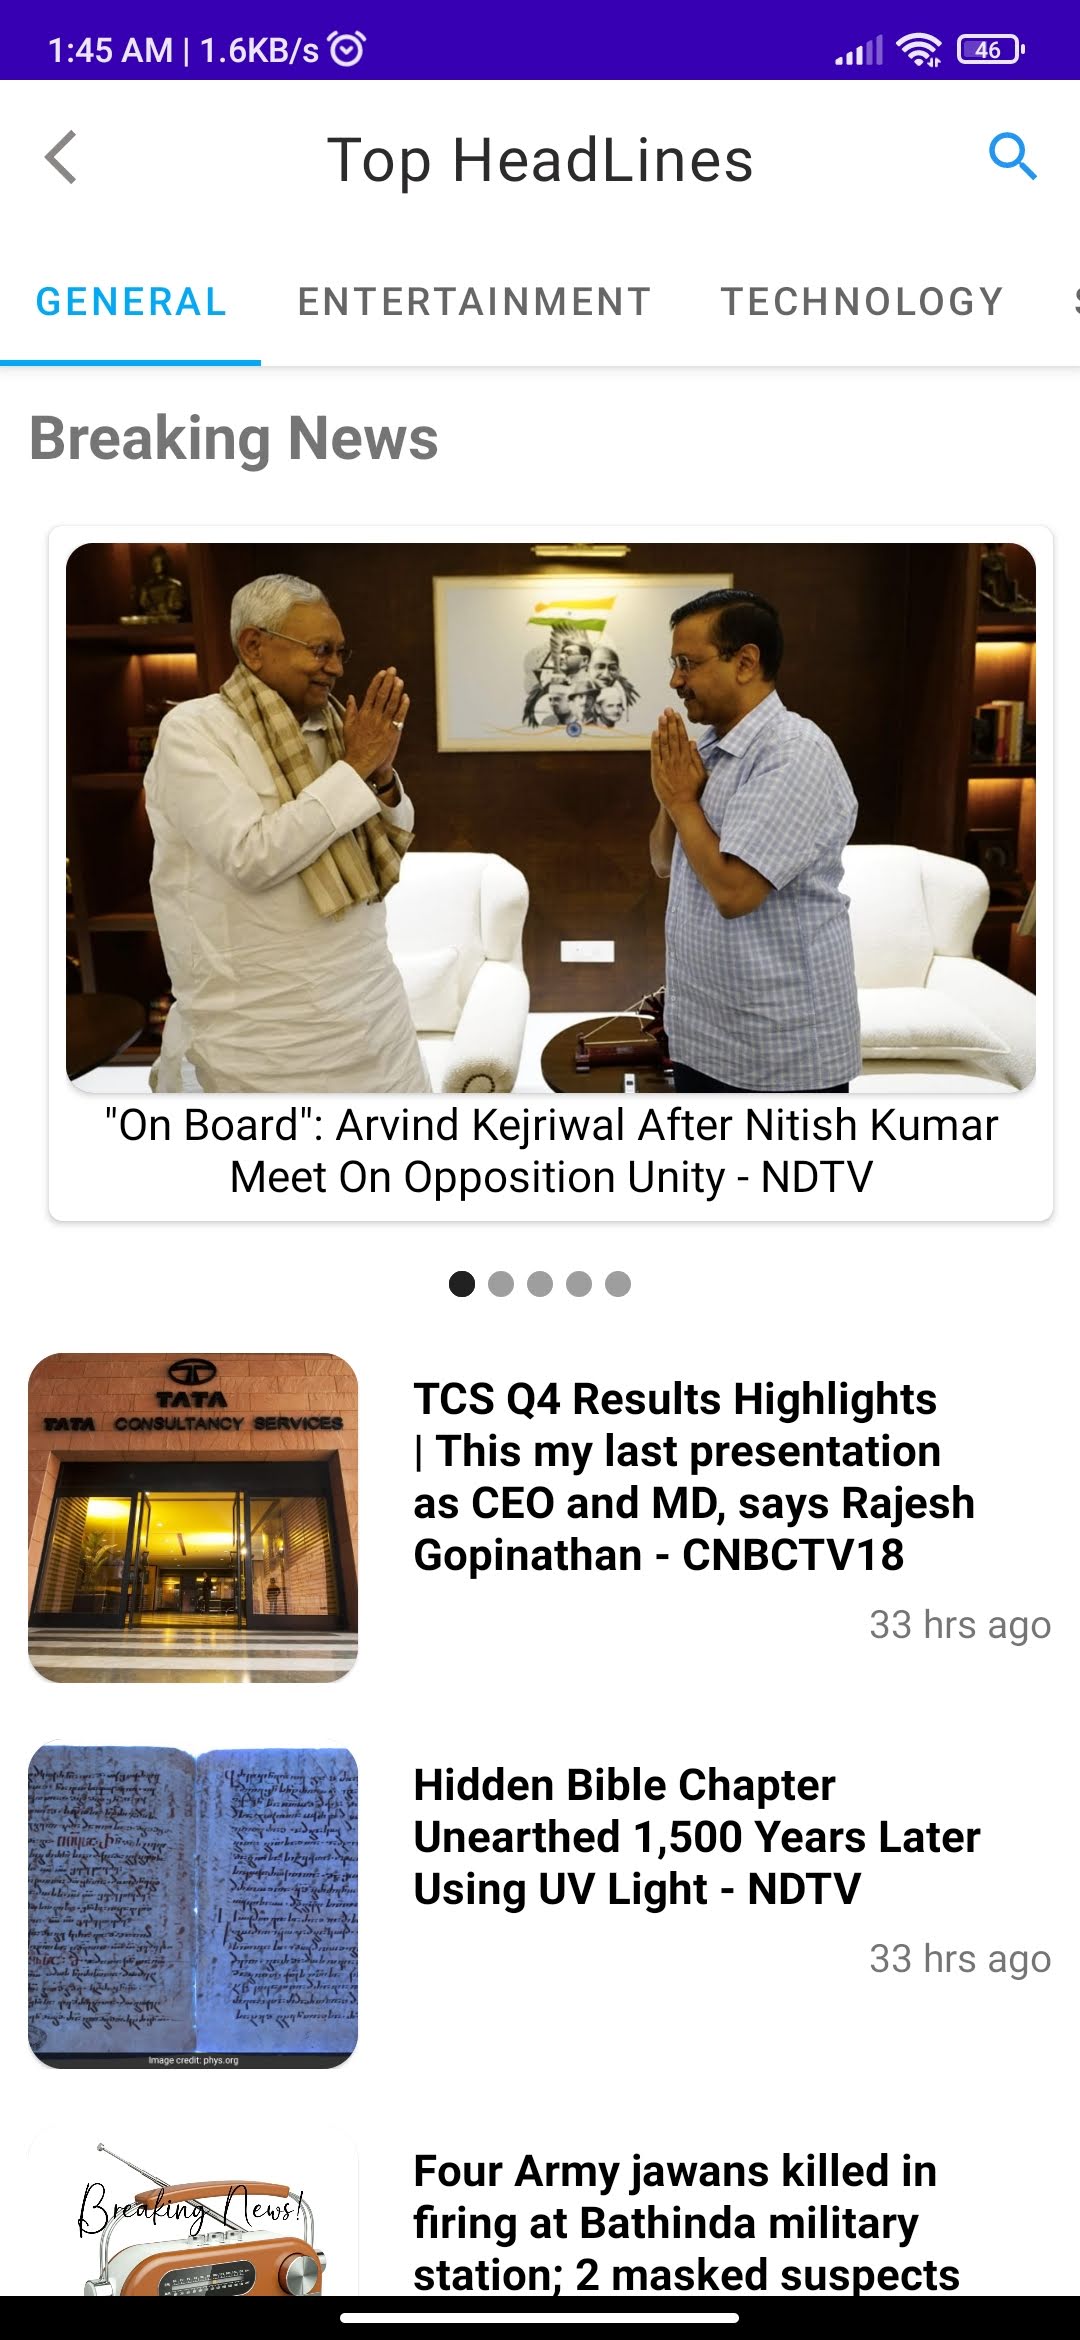 1:45 AM | 1.6KB/s
46
Top HeadLines
GENERAL ENTERTAINMENT TECHNOLOGY
Breaking News
"On Board": Arvind Kejriwal After Nitish Kumar
Meet On Opposition Unity - NDTV
TATA
TATA CONSULTANCY SERVICES
TCS Q4 Results Highlights
| This my last presentation
as CEO and MD, says Rajesh
Gopinathan - CNBCTV18
33 hrs ago
Image credit: phys.org
Hidden Bible Chapter
Unearthed 1,500 Years Later
Using UV Light - NDTV
33 hrs ago
Breaking News!
Four Army jawans killed in
firing at Bathinda military
station; 2 masked suspects